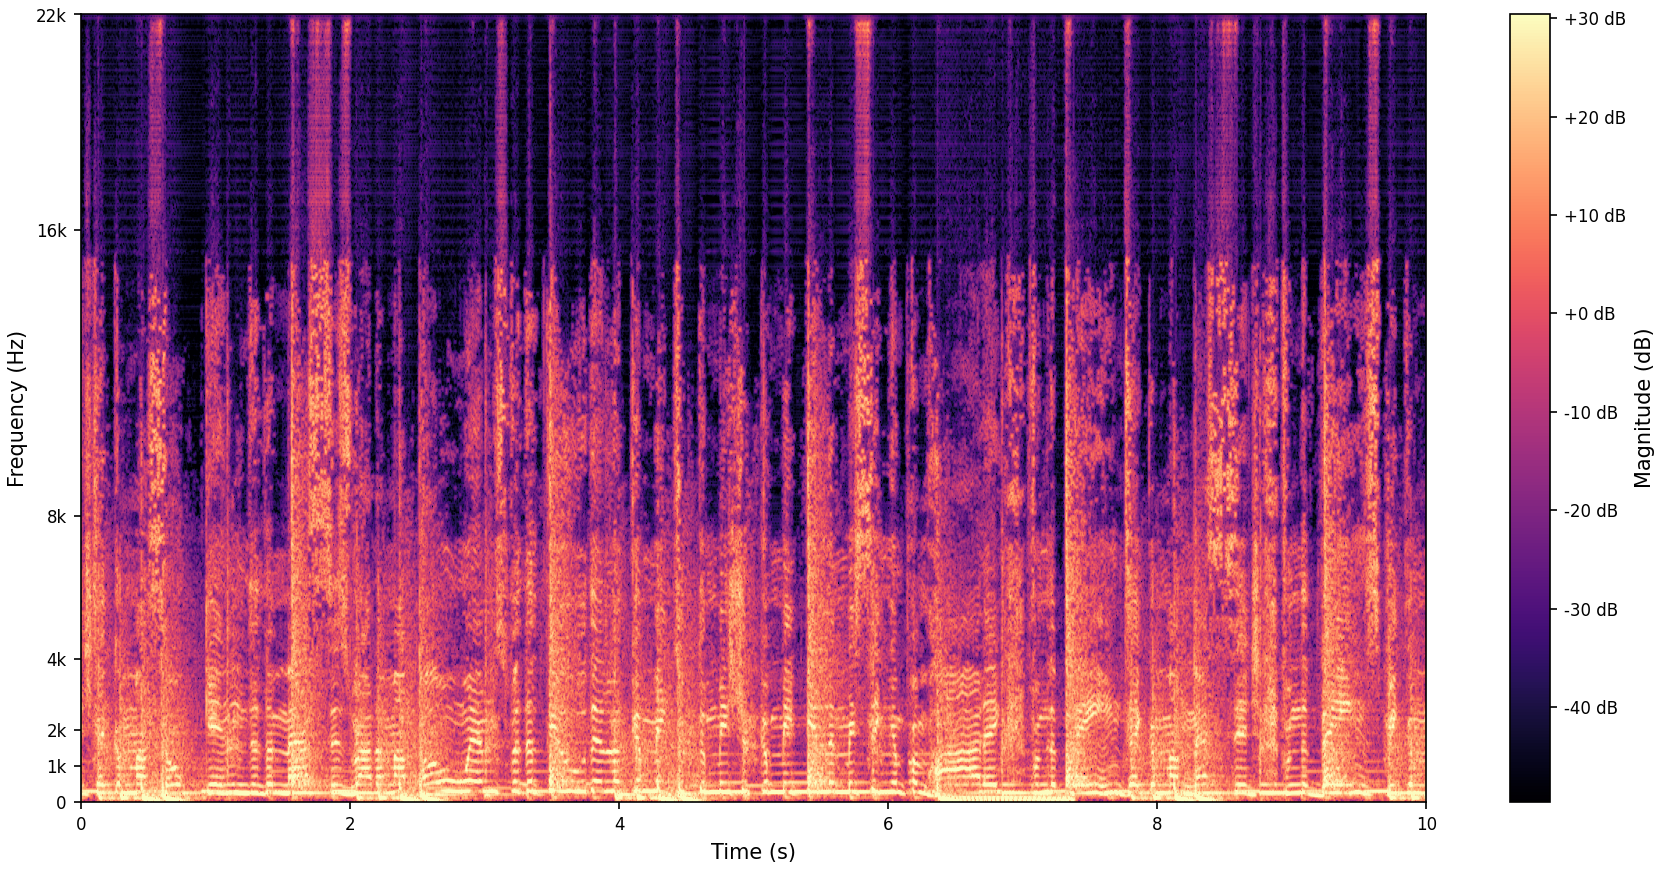 22k
16k
8k
4k
2k
1k
0
0
2
4
6
8
10
Time (s)
Frequency (Hz)
+30 dB
+20 dB
+10 dB
+0 dB
-10 dB
-20 dB
-30 dB
-40 dB
Magnitude (dB)